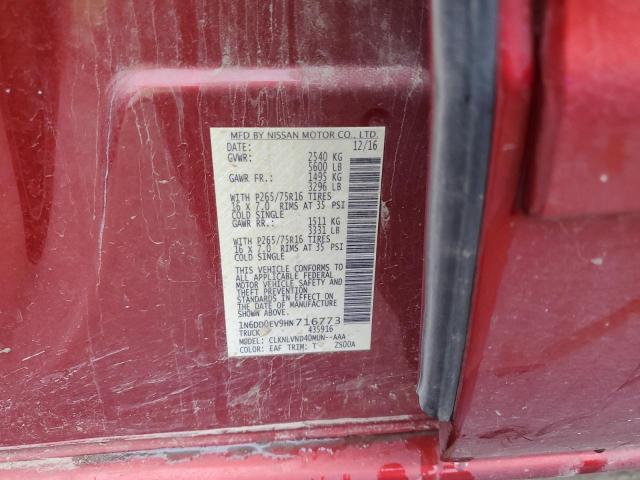 MFD BY NISSAN MOTOR CO., LTD.
DATE: 12/16
GVWR: 2540 KG
5600 LB
GAWR FR.: 1495 KG
3296 LB
WITH P265/75R16 TIRES
16 x 7.0 RIMS AT 35 PSI
COLD SINGLE
GAWR RR.: 1511 KG
3331 LB
WITH P265/75R16 TIRES
16 x 7.0 RIMS AT 35 PSI
COLD SINGLE
THIS VEHICLE CONFORMS TO
ALL APPLICABLE FEDERAL
MOTOR VEHICLE SAFETY AND
THEFT PREVENTION
STANDARDS IN EFFECT ON
THE DATE OF MANUFACTURE
SHOWN ABOVE.
1N6DD0EV9HN716773
TRUCK 435916
MODEL: CLKNLVND40MUN--AAA
COLOR: EAF TRIM: T ZS00A